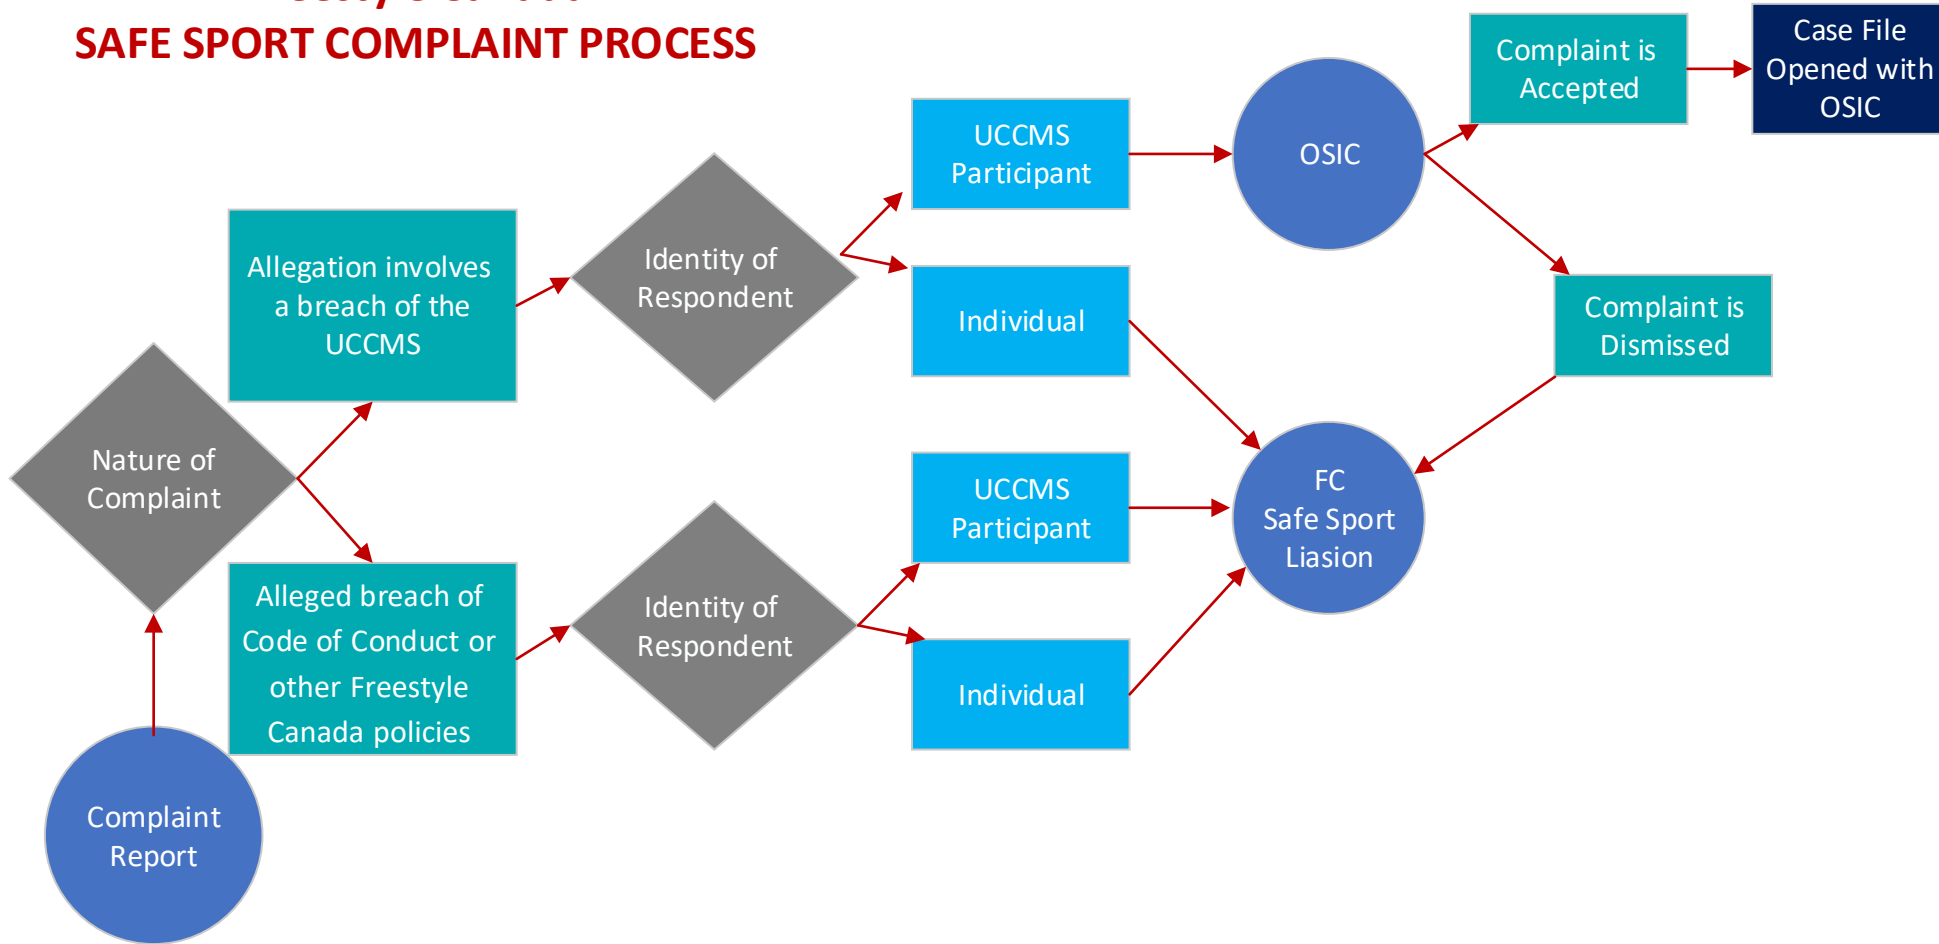 SAFE SPORT COMPLAINT PROCESS
Complaint is
Accepted
Case File
Opened with
OSIC
UCCMS
Participant
OSIC
Allegation involves
a breach of the
UCCMS
Identity of
Respondent
Individual
Complaint is
Dismissed
Nature of
Complaint
UCCMS
Participant
FC
Safe Sport
Liasion
Alleged breach of
Code of Conduct or
other Freestyle
Canada policies
Identity of
Respondent
Individual
Complaint
Report